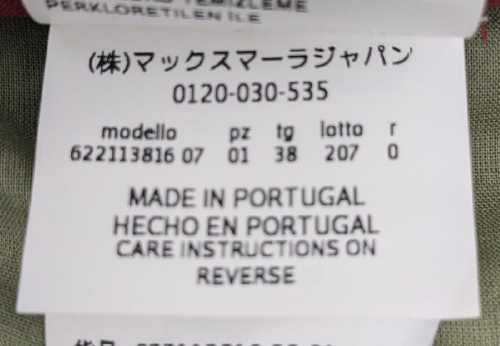 PERKLORETILEN İLE
(株)マックスマーラジャパン
0120-030-535
modello pz tg lotto r
622113816 07 01 38 207 0
MADE IN PORTUGAL
HECHO EN PORTUGAL
CARE INSTRUCTIONS ON
REVERSE